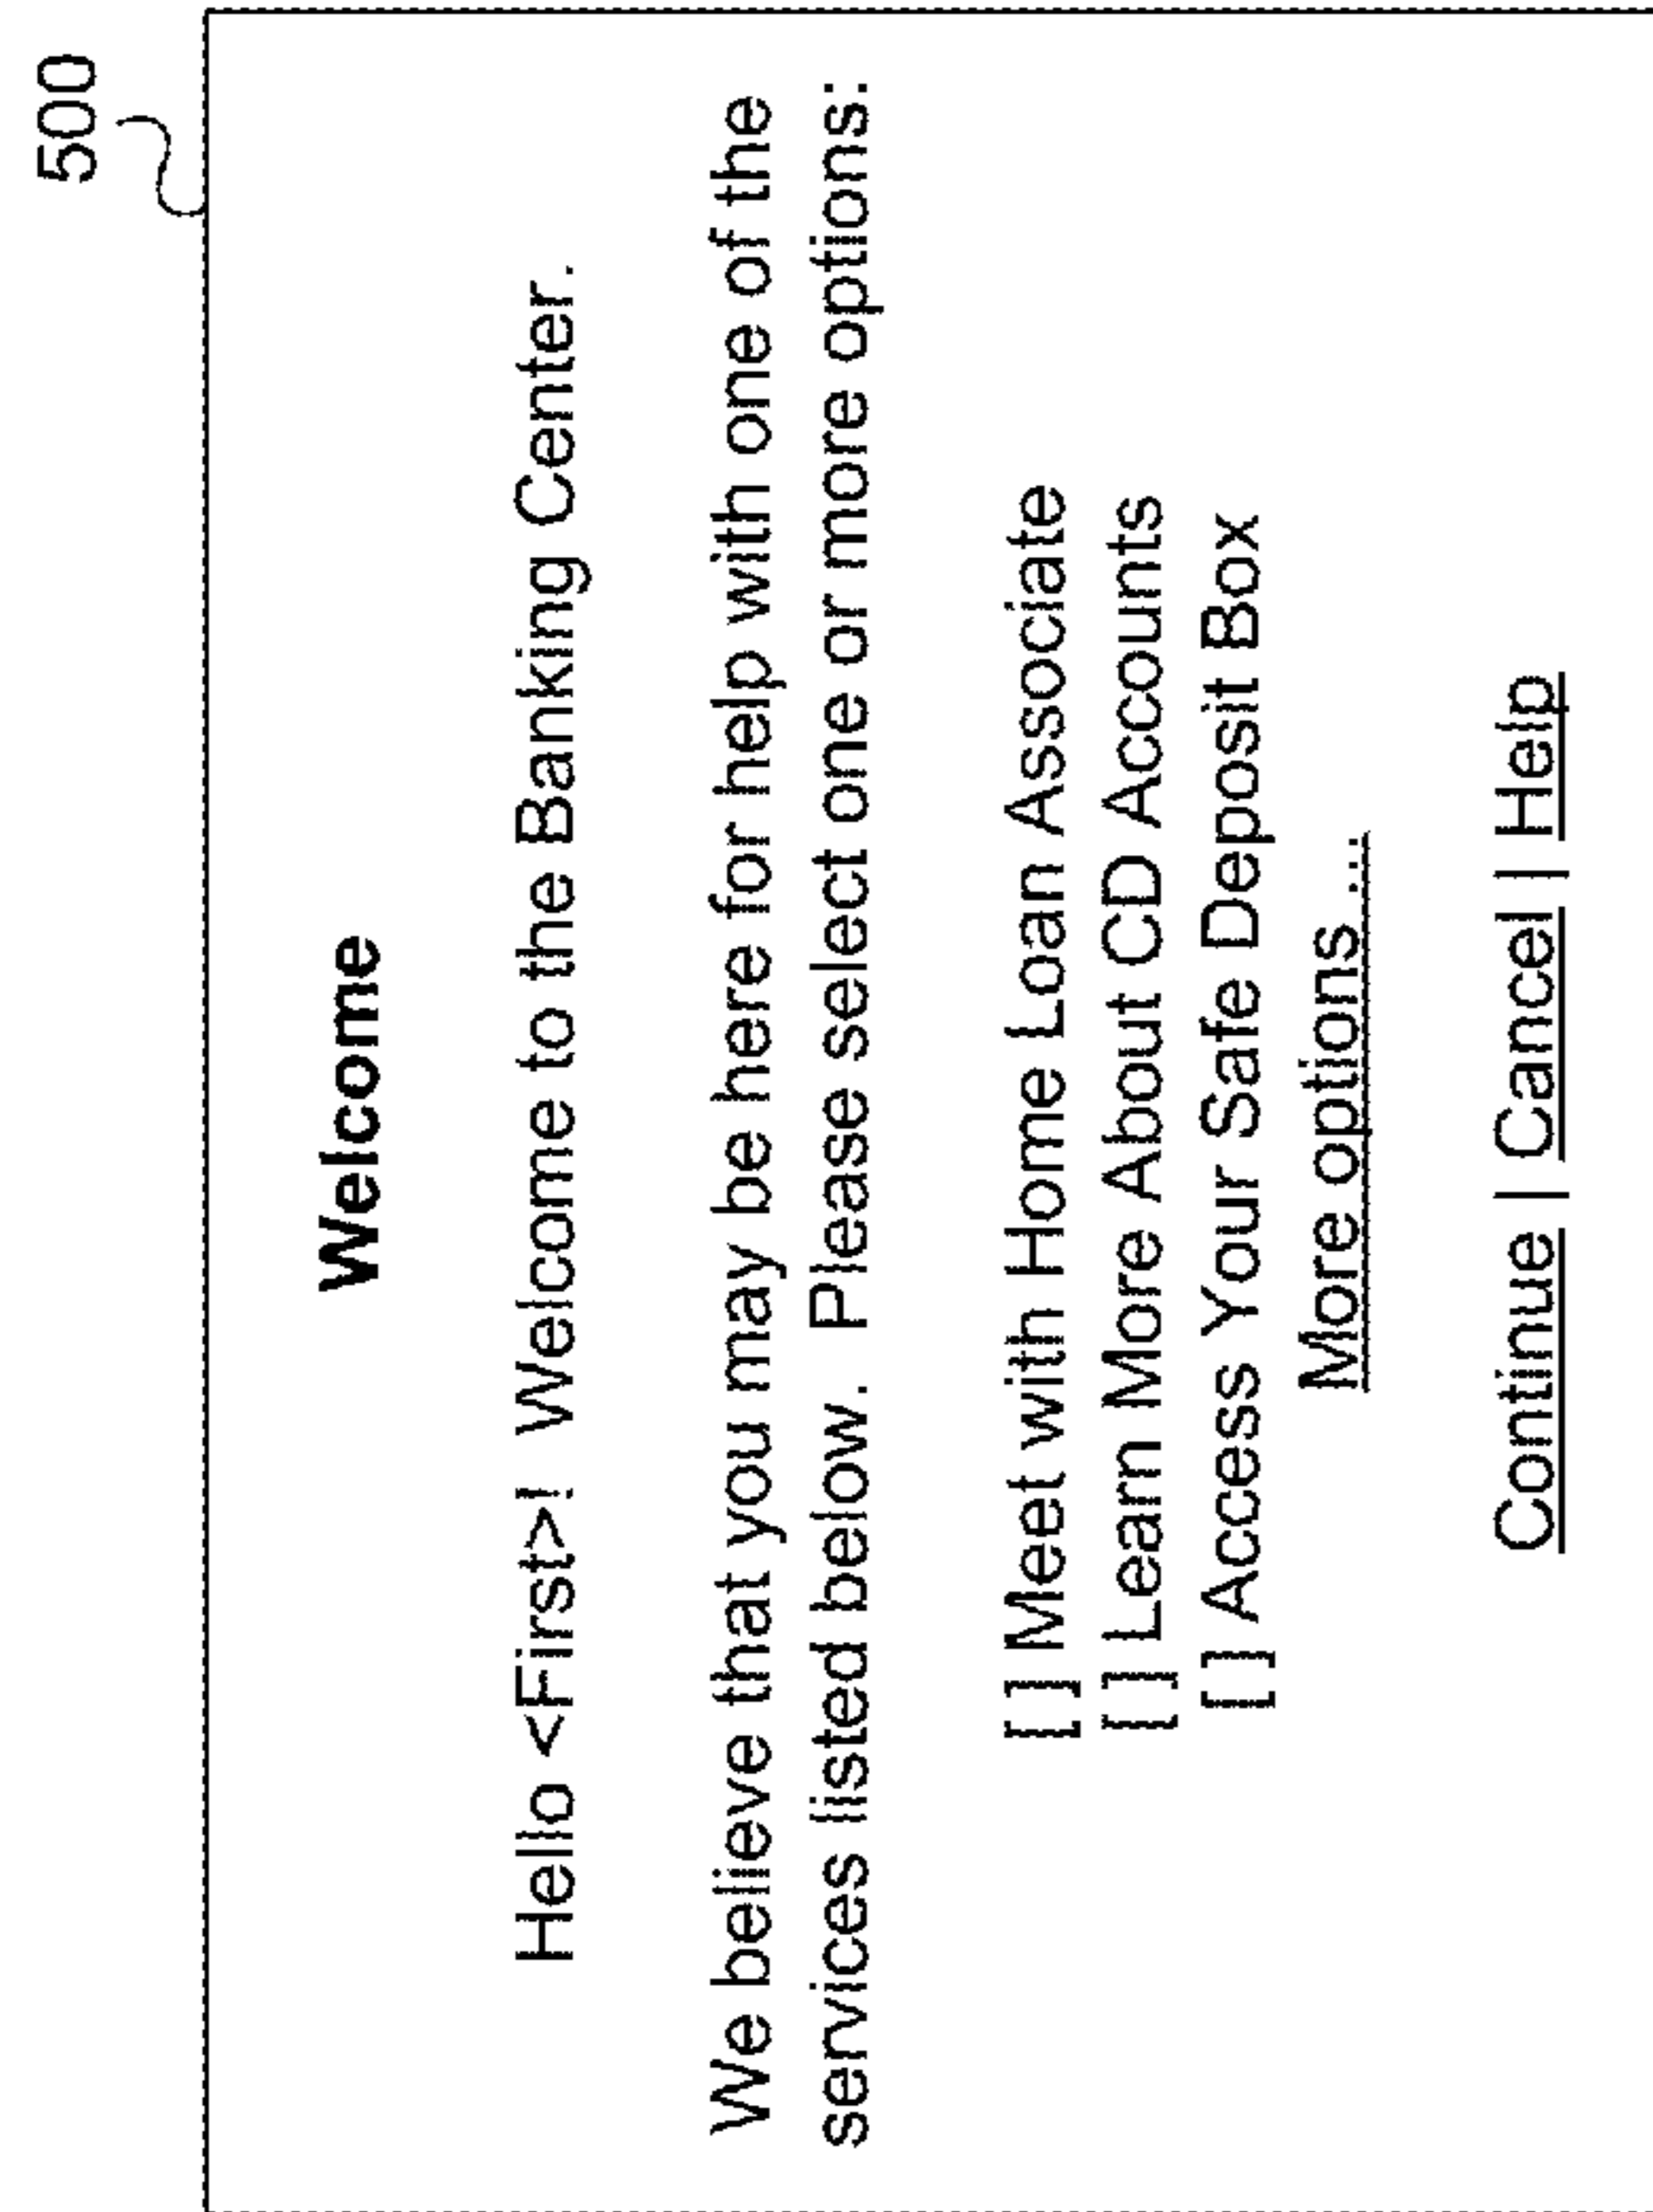 500
Welcome
Hello <First>! Welcome to the Banking Center.
We believe that you may be here for help with one of the
services listed below. Please select one or more options:
[ ] Meet with Home Loan Associate
[ ] Learn More About CD Accounts
[ ] Access Your Safe Deposit Box
More options...
Continue | Cancel | Help